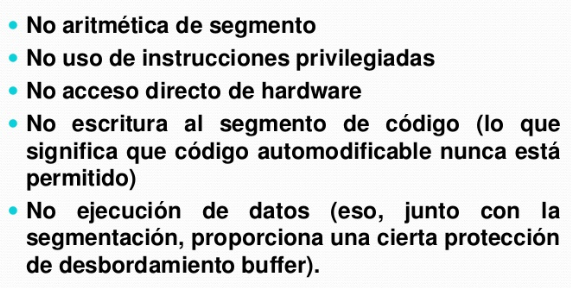 • No aritmética de segmento
• No uso de instrucciones privilegiadas
• No acceso directo de hardware
• No escritura al segmento de código (lo que
significa que código automodificable nunca está
permitido)
• No ejecución de datos (eso, junto con la
segmentación, proporciona una cierta protección
de desbordamiento buffer).